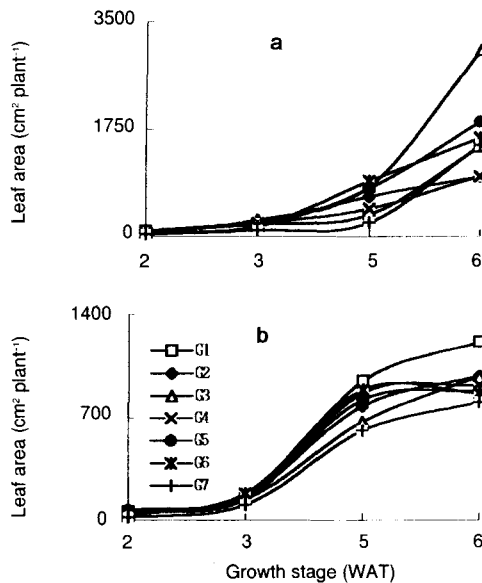 3500
a
Leaf area (cm² plant⁻¹)
1750
0
2 3 5 6
1400
b
G1
G2
G3
Leaf area (cm² plant⁻¹)
700
G4
G5
G6
G7
0
2 3 5 6
Growth stage (WAT)